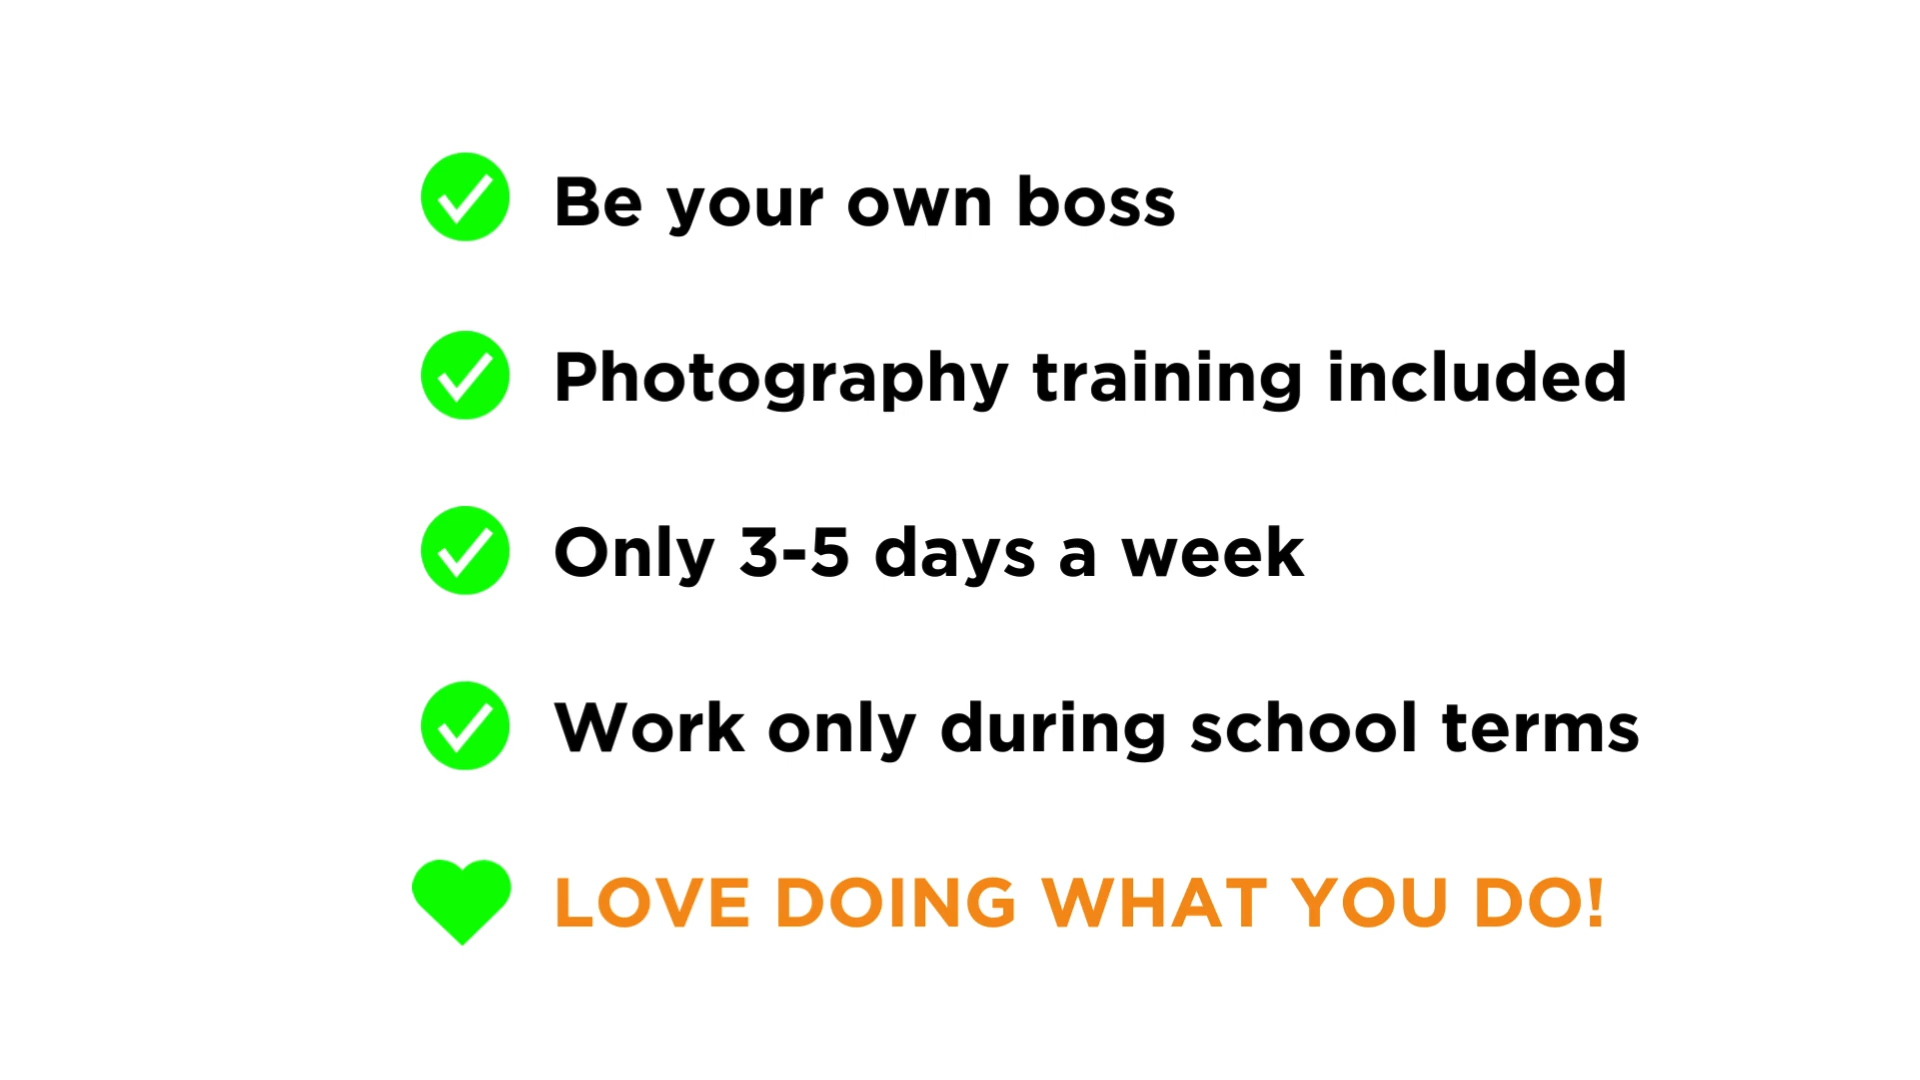 Be your own boss
Photography training included
Only 3-5 days a week
Work only during school terms
LOVE DOING WHAT YOU DO!